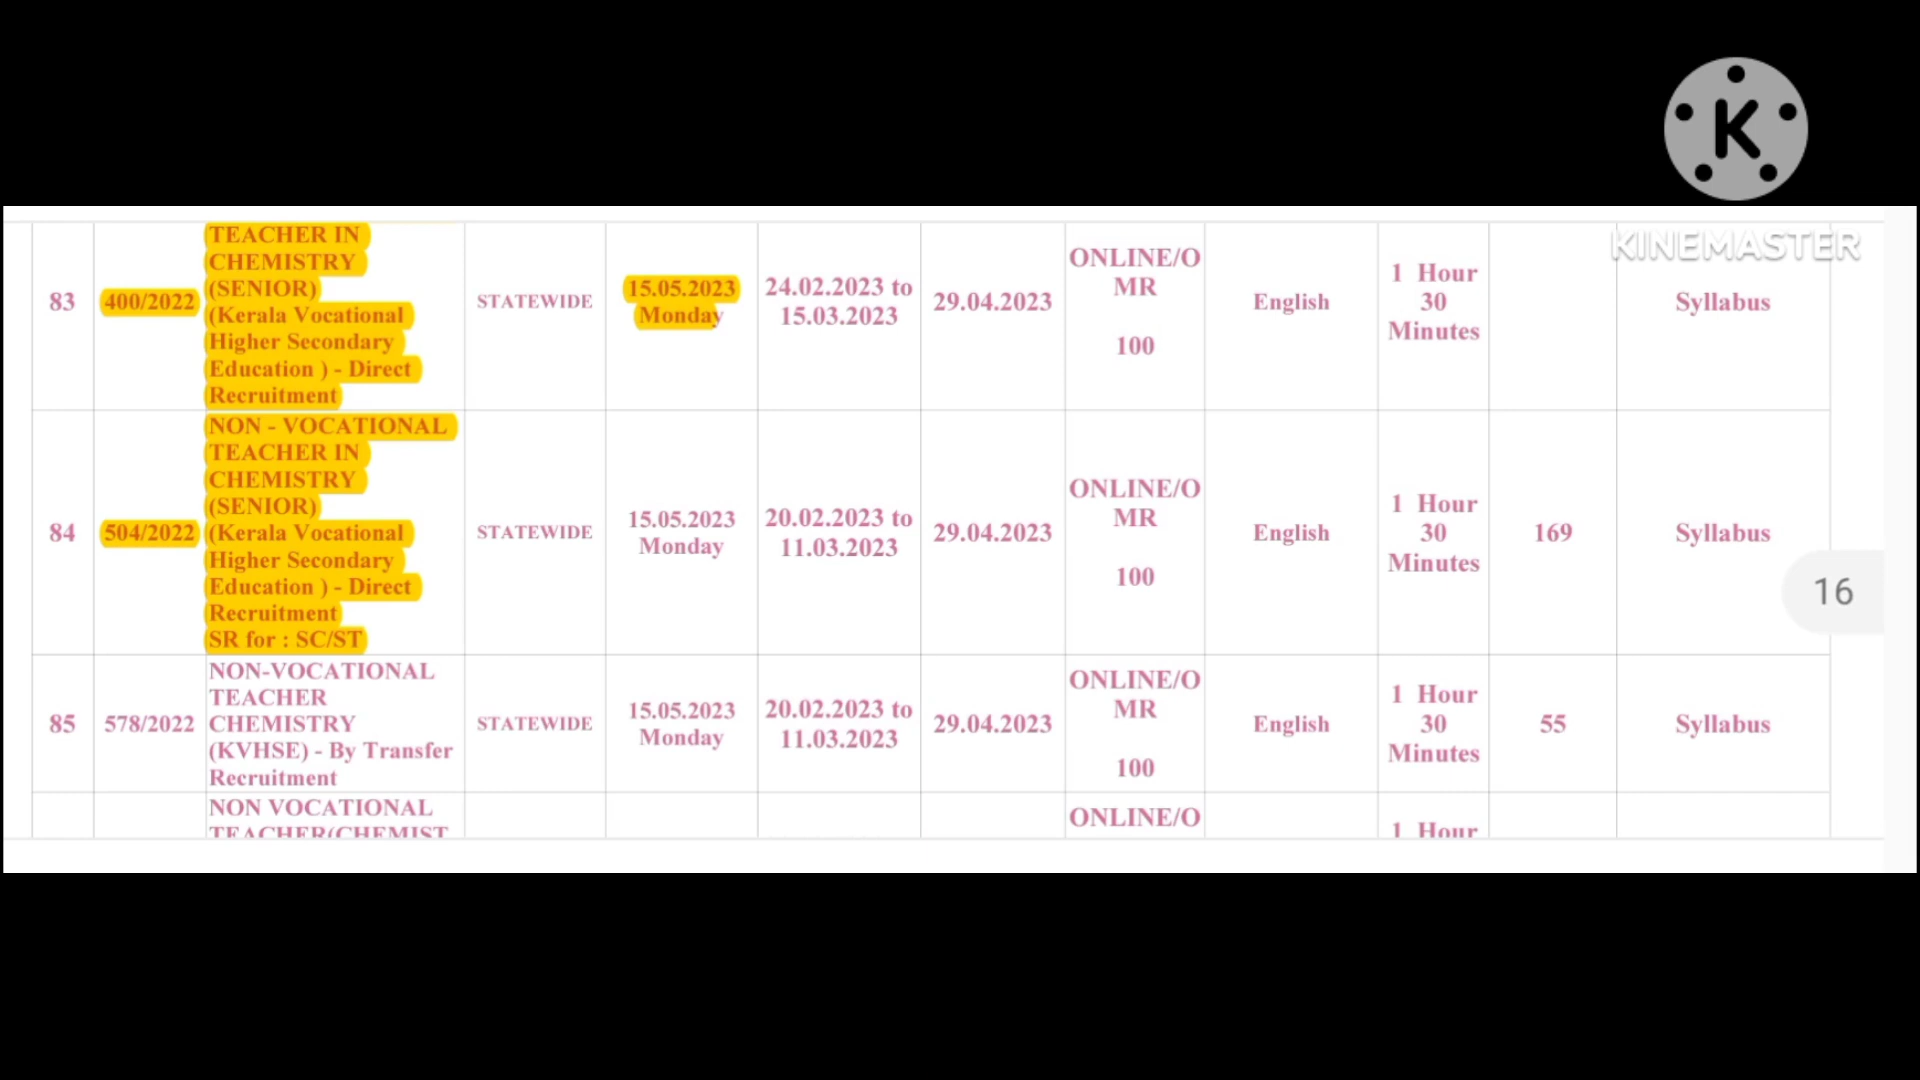 K
KINEMASTER
83
400/2022
TEACHER IN
CHEMISTRY
(SENIOR)
(Kerala Vocational
Higher Secondary
Education ) - Direct
Recruitment
STATEWIDE
15.05.2023
Monday
24.02.2023 to
15.03.2023
29.04.2023
ONLINE/O
MR
100
English
1 Hour
30
Minutes
Syllabus
84
504/2022
NON - VOCATIONAL
TEACHER IN
CHEMISTRY
(SENIOR)
(Kerala Vocational
Higher Secondary
Education ) - Direct
Recruitment
SR for : SC/ST
STATEWIDE
15.05.2023
Monday
20.02.2023 to
11.03.2023
29.04.2023
ONLINE/O
MR
100
English
1 Hour
30
Minutes
169
Syllabus
16
85
578/2022
NON-VOCATIONAL
TEACHER
CHEMISTRY
(KVHSE) - By Transfer
Recruitment
STATEWIDE
15.05.2023
Monday
20.02.2023 to
11.03.2023
29.04.2023
ONLINE/O
MR
100
English
1 Hour
30
Minutes
55
Syllabus
NON VOCATIONAL
TEACHER(CHEMIST
ONLINE/O
1 Hour